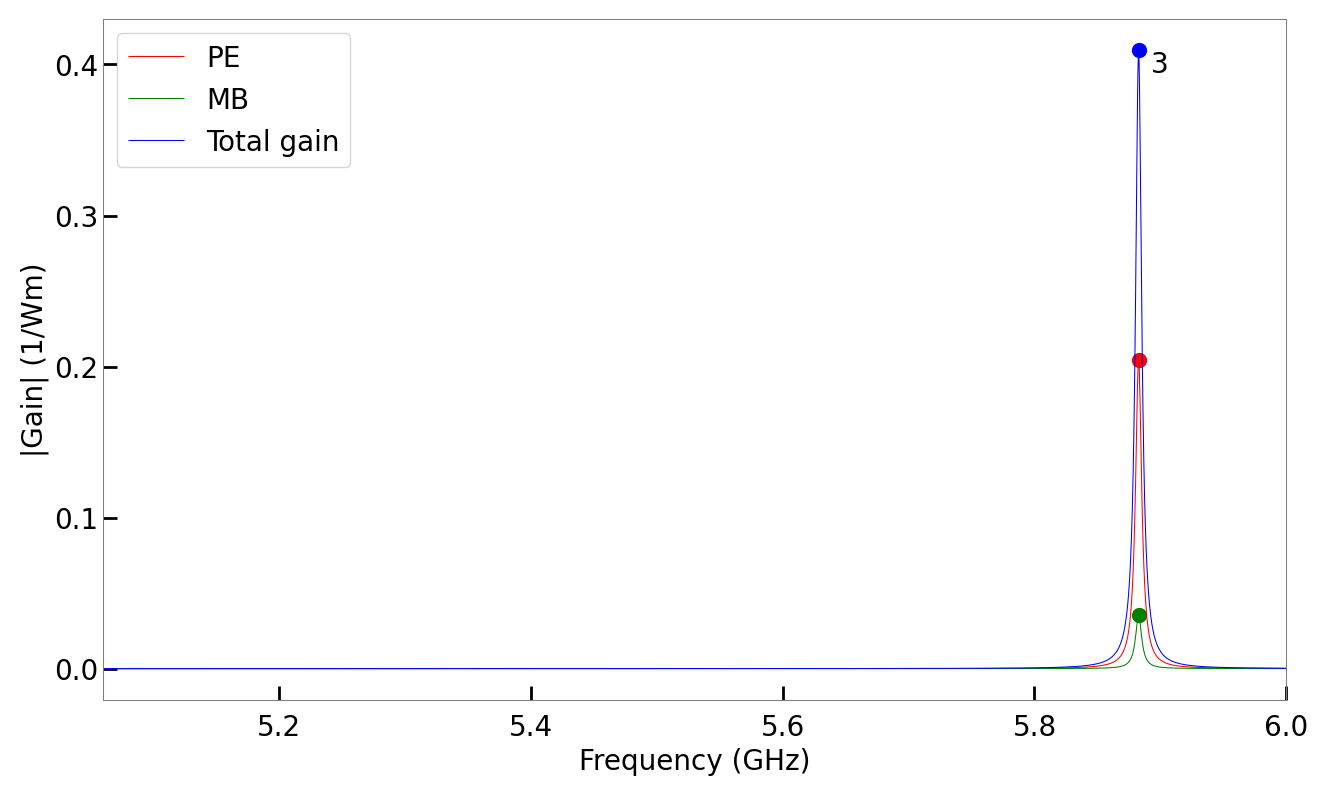 PE
MB
Total gain
3
|Gain| (1/Wm)
0.4
0.3
0.2
0.1
0.0
5.2 5.4 5.6 5.8 6.0
Frequency (GHz)